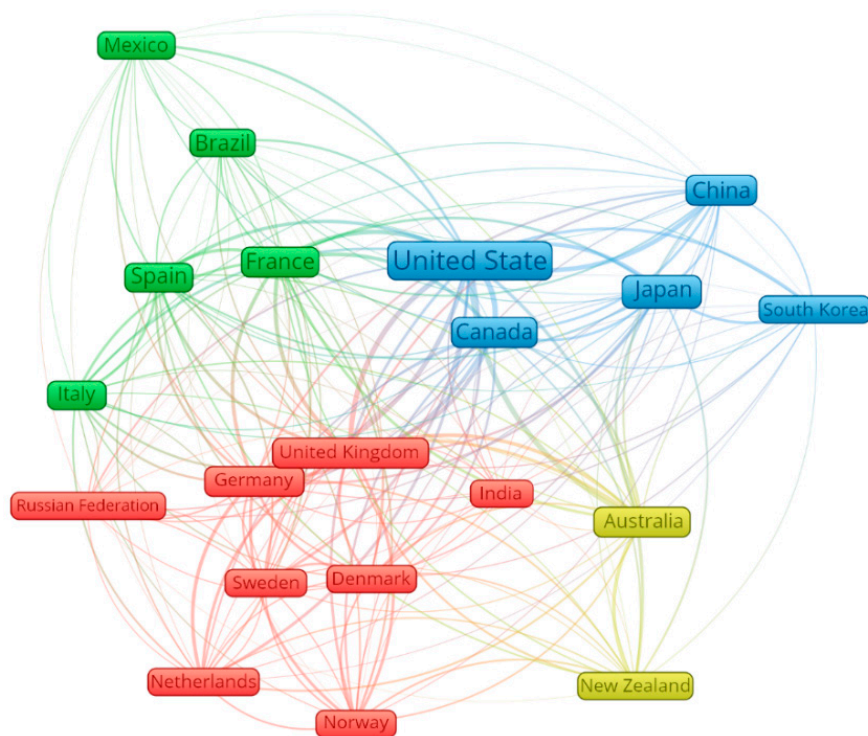 Mexico
Brazil
China
United State
France
Spain
Japan
South Korea
Canada
Italy
United Kingdom
Germany
India
Russian Federation
Australia
Denmark
Sweden
Netherlands
New Zealand
Norway